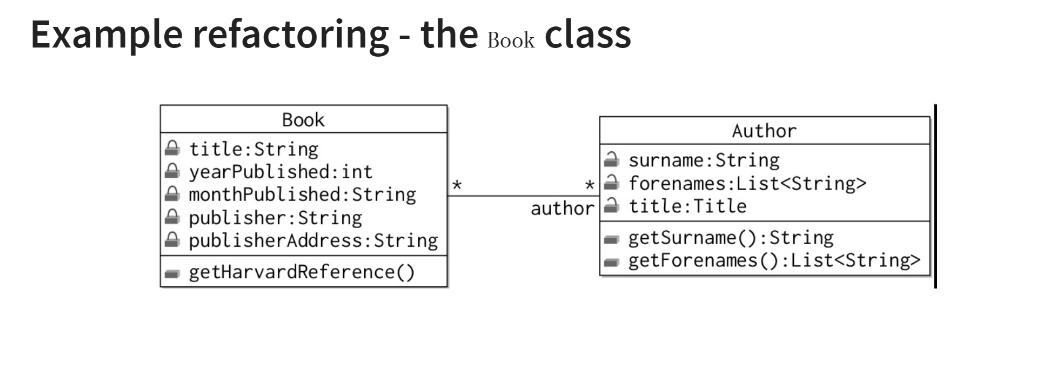 Example refactoring - the Book class
Book
title:String
yearPublished:int
monthPublished:String
publisher:String
publisherAddress:String
getHarvardReference()
*
*
author
Author
surname:String
forenames:List<String>
title:Title
getSurname():String
getForenames():List<String>